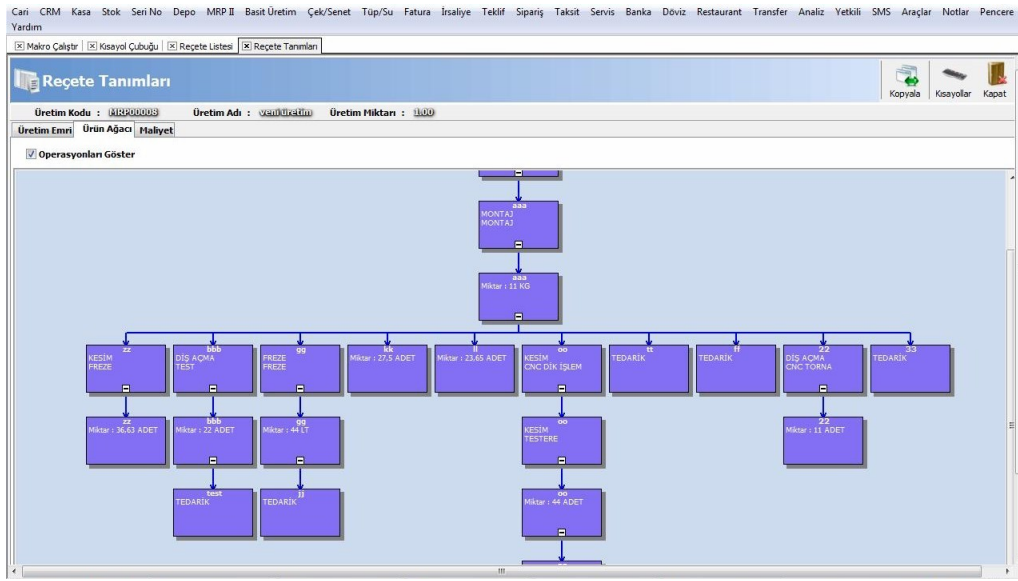 Cari CRM Kasa Stok Seri No Depo MRP II Basit Üretim Çek/Senet Tüp/Su Fatura İrsaliye Teklif Sipariş Taksit Servis Banka Döviz Restaurant Transfer Analiz Yetkili SMS Araçlar Notlar Pencere
Yardım
Makro Çalıştır Kısayol Çubuğu Reçete Listesi Reçete Tanımları
Reçete Tanımları
Kopyala Kısayollar Kapat
Üretim Kodu : MRP00008 Üretim Adı : yeni üretim Üretim Miktarı : 1.00
Üretim Emri Ürün Ağacı Maliyet
Operasyonları Göster
aaa
MONTAJ
MONTAJ
aaa
Miktar : 11 KG
zz bbb gg kk ll oo tt ff 22 33
KESİM DİŞ AÇMA FREZE Miktar : 27,5 ADET Miktar : 23,65 ADET KESİM TEDARİK TEDARİK DİŞ AÇMA TEDARİK
FREZE TEST FREZE CNC DİK İŞLEM CNC TORNA
zz bbb gg oo 22
Miktar : 36,63 ADET Miktar : 22 ADET Miktar : 44 LT KESİM Miktar : 11 ADET
TESTERE
test jj oo
TEDARİK TEDARİK Miktar : 44 ADET